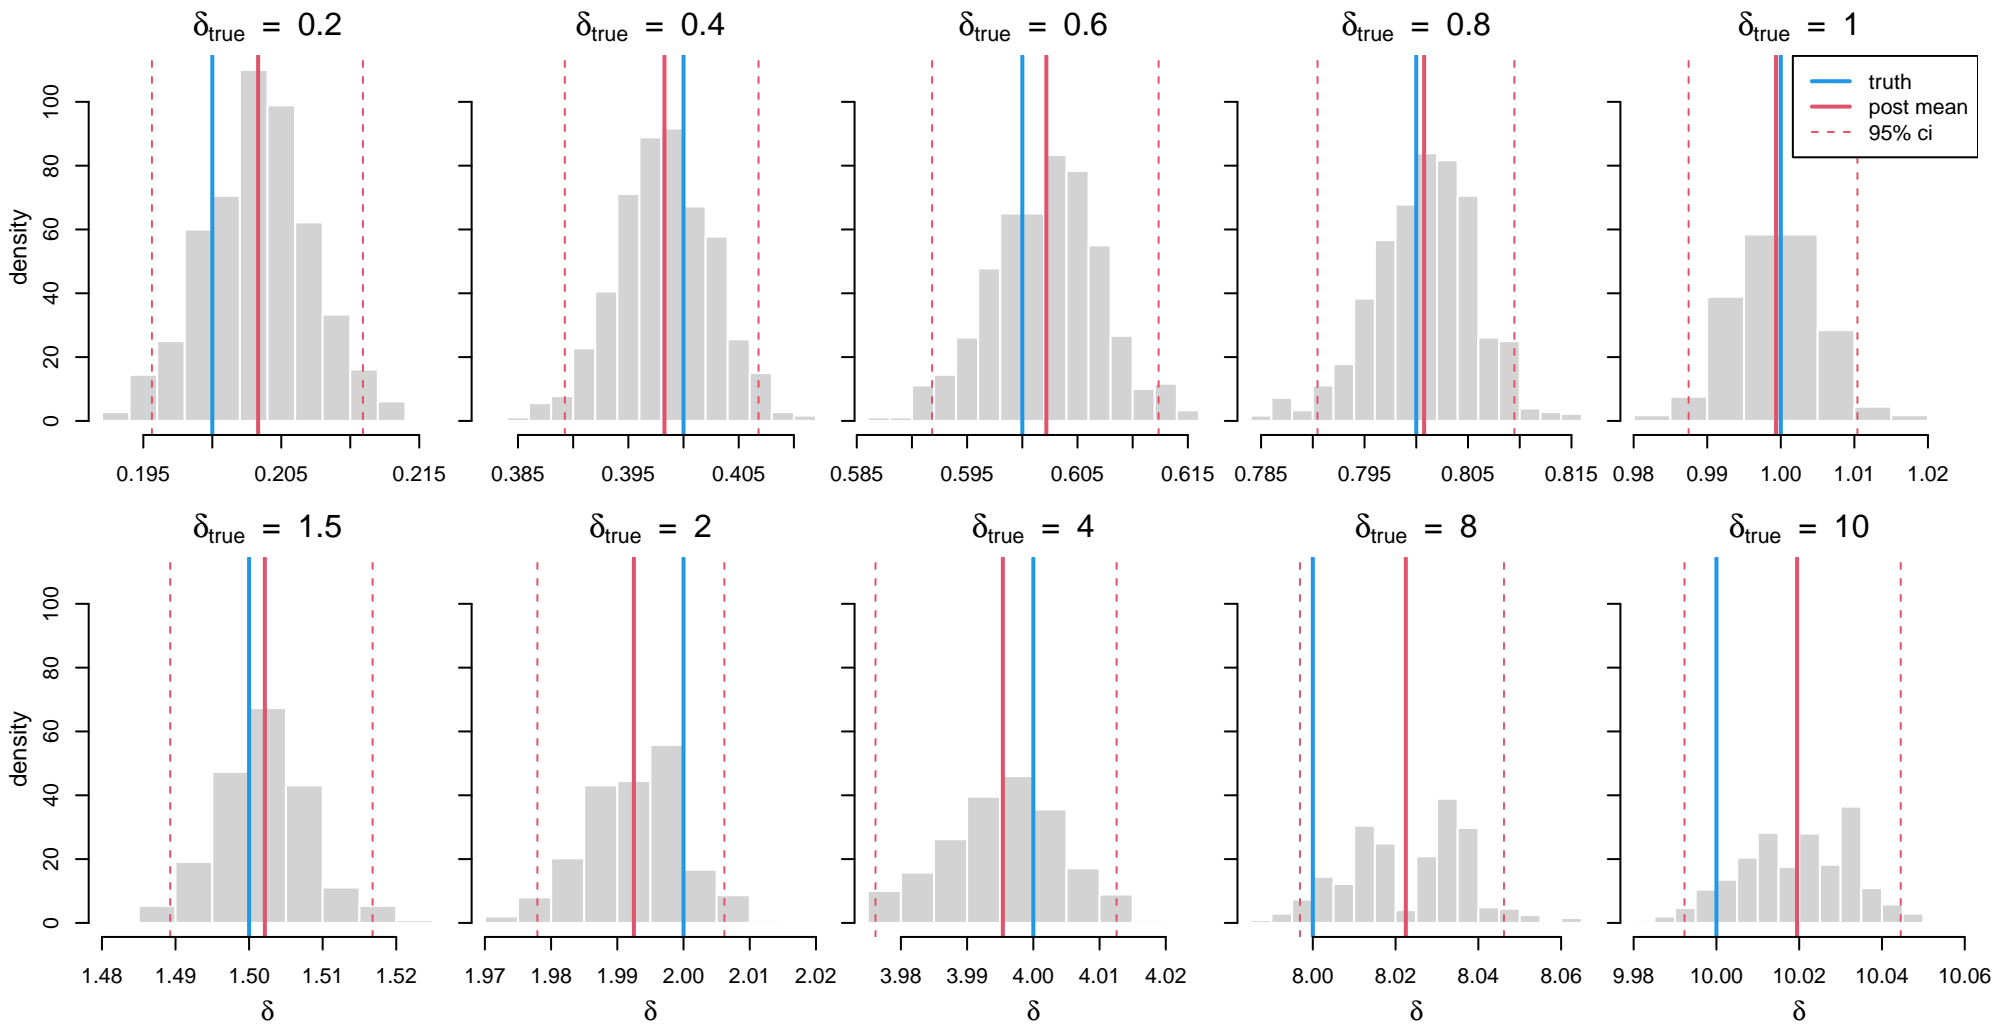 δtrue = 0.2
δtrue = 0.4
δtrue = 0.6
δtrue = 0.8
δtrue = 1
truth
post mean
95% ci
density
0 20 40 60 80 100
0.195 0.205 0.215
0.385 0.395 0.405
0.585 0.595 0.605 0.615
0.785 0.795 0.805 0.815
0.98 0.99 1.00 1.01 1.02
δtrue = 1.5
δtrue = 2
δtrue = 4
δtrue = 8
δtrue = 10
density
0 20 40 60 80 100
1.48 1.49 1.50 1.51 1.52
1.97 1.98 1.99 2.00 2.01 2.02
3.98 3.99 4.00 4.01 4.02
8.00 8.02 8.04 8.06
9.98 10.00 10.02 10.04 10.06
δ
δ
δ
δ
δ